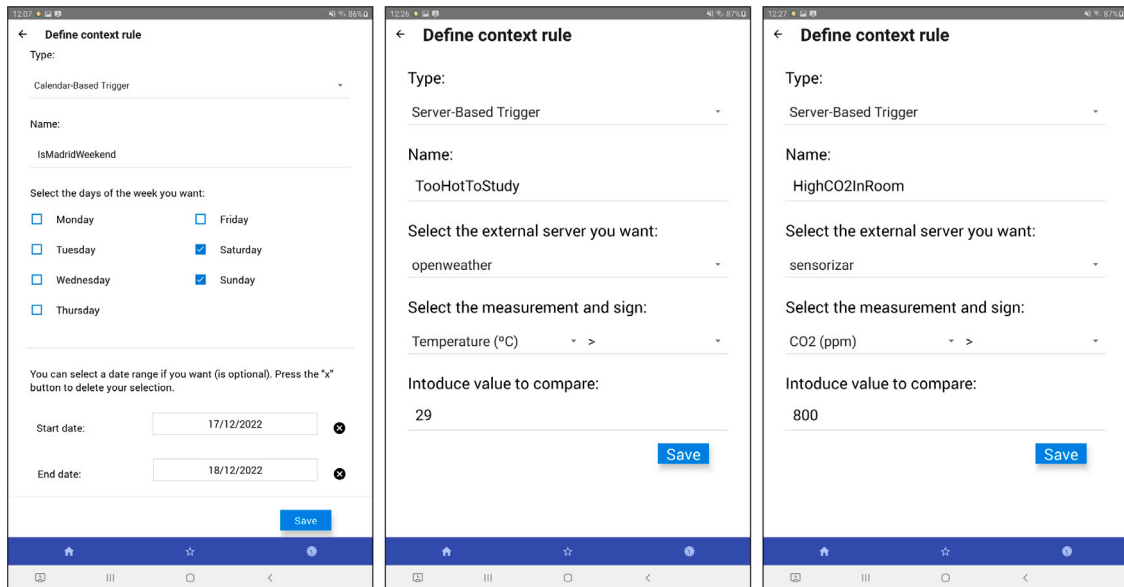 12:07
86%
Define context rule
Type:
Calendar-Based Trigger
Name:
IsMadridWeekend
Select the days of the week you want:
Monday
Friday
Tuesday
Saturday
Wednesday
Sunday
Thursday
You can select a date range if you want (is optional). Press the "x"
button to delete your selection.
Start date:
17/12/2022
End date:
18/12/2022
Save
12:26
87%
Define context rule
Type:
Server-Based Trigger
Name:
TooHotToStudy
Select the external server you want:
openweather
Select the measurement and sign:
Temperature (ºC) >
Intoduce value to compare:
29
Save
12:27
87%
Define context rule
Type:
Server-Based Trigger
Name:
HighCO2InRoom
Select the external server you want:
sensorizar
Select the measurement and sign:
CO2 (ppm) >
Intoduce value to compare:
800
Save